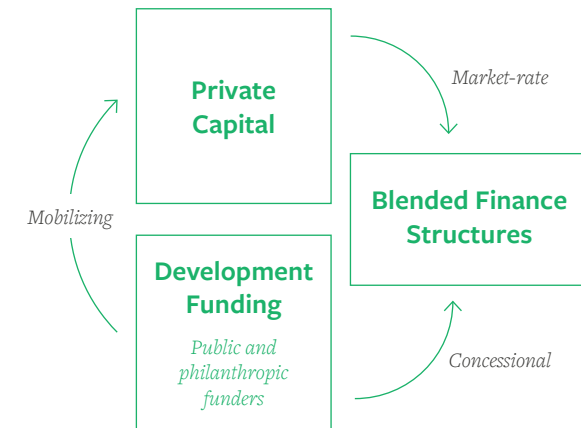 Private
Capital
Market-rate
Blended Finance
Structures
Mobilizing
Development
Funding
Public and
philanthropic
funders
Concessional